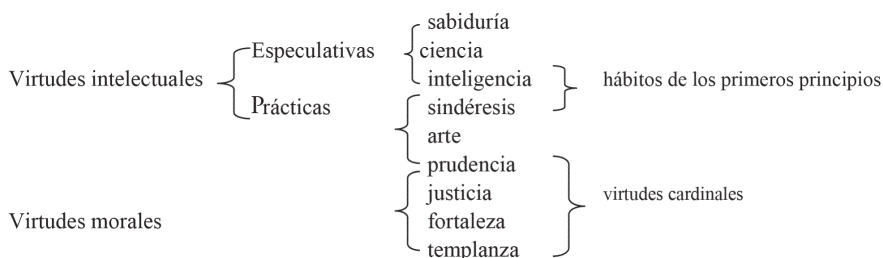 sabiduría
Especulativas ciencia
Virtudes intelectuales inteligencia hábitos de los primeros principios
Prácticas sindéresis
arte
prudencia
justicia virtudes cardinales
Virtudes morales fortaleza
templanza